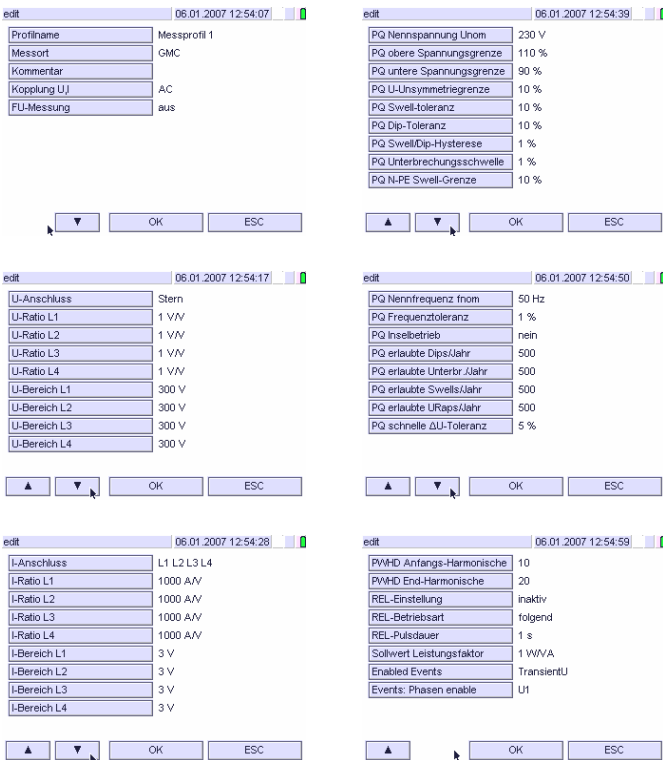 edit 06.01.2007 12:54:07
Profilname Messprofil 1
Messort GMC
Kommentar
Kopplung U,I AC
FU-Messung aus
▼ OK ESC
edit 06.01.2007 12:54:17
U-Anschluss Stern
U-Ratio L1 1 V/V
U-Ratio L2 1 V/V
U-Ratio L3 1 V/V
U-Ratio L4 1 V/V
U-Bereich L1 300 V
U-Bereich L2 300 V
U-Bereich L3 300 V
U-Bereich L4 300 V
▲ ▼ OK ESC
edit 06.01.2007 12:54:28
I-Anschluss L1 L2 L3 L4
I-Ratio L1 1000 A/V
I-Ratio L2 1000 A/V
I-Ratio L3 1000 A/V
I-Ratio L4 1000 A/V
I-Bereich L1 3 V
I-Bereich L2 3 V
I-Bereich L3 3 V
I-Bereich L4 3 V
▲ ▼ OK ESC
edit 06.01.2007 12:54:39
PQ Nennspannung Unom 230 V
PQ obere Spannungsgrenze 110 %
PQ untere Spannungsgrenze 90 %
PQ U-Unsymmetriegrenze 10 %
PQ Swell-toleranz 10 %
PQ Dip-Toleranz 10 %
PQ Swell/Dip-Hysterese 1 %
PQ Unterbrechungsschwelle 1 %
PQ N-PE Swell-Grenze 10 %
▲ ▼ OK ESC
edit 06.01.2007 12:54:50
PQ Nennfrequenz fnom 50 Hz
PQ Frequenztoleranz 1 %
PQ Inselbetrieb nein
PQ erlaubte Dips/Jahr 500
PQ erlaubte Unterbr./Jahr 500
PQ erlaubte Swells/Jahr 500
PQ erlaubte URaps/Jahr 500
PQ schnelle ΔU-Toleranz 5 %
▲ ▼ OK ESC
edit 06.01.2007 12:54:59
PWHD Anfangs-Harmonische 10
PWHD End-Harmonische 20
REL-Einstellung inaktiv
REL-Betriebsart folgend
REL-Pulsdauer 1 s
Sollwert Leistungsfaktor 1 W/VA
Enabled Events TransientU
Events: Phasen enable U1
▲ OK ESC